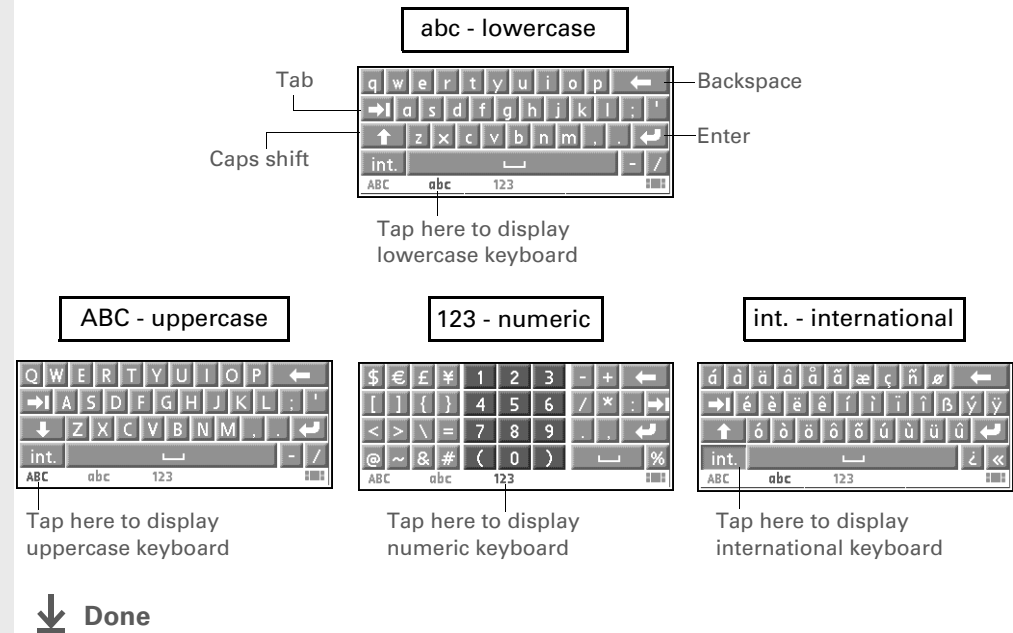 abc - lowercase
q w e r t y u i o p
Tab
Backspace
a s d f g h j k l : '
z x c v b n m , .
Enter
Caps shift
int. - /
ABC abc 123
Tap here to display
lowercase keyboard
ABC - uppercase
Q W E R T Y U I O P
A S D F G H J K L : '
Z X C V B N M , .
int. - /
ABC abc 123
Tap here to display
uppercase keyboard
123 - numeric
$ € £ ¥ 1 2 3 - +
[ ] { } 4 5 6 / * :
< > \ = 7 8 9 . ,
@ ~ & # ( 0 ) %
ABC abc 123
Tap here to display
numeric keyboard
int. - international
á à ä â å ã æ ç ñ ø
é è ë ê í ì ï î ß ý ÿ
ó ò ö ô õ ú ù ü û
int. ¿ «
ABC abc 123
Tap here to display
international keyboard
Done